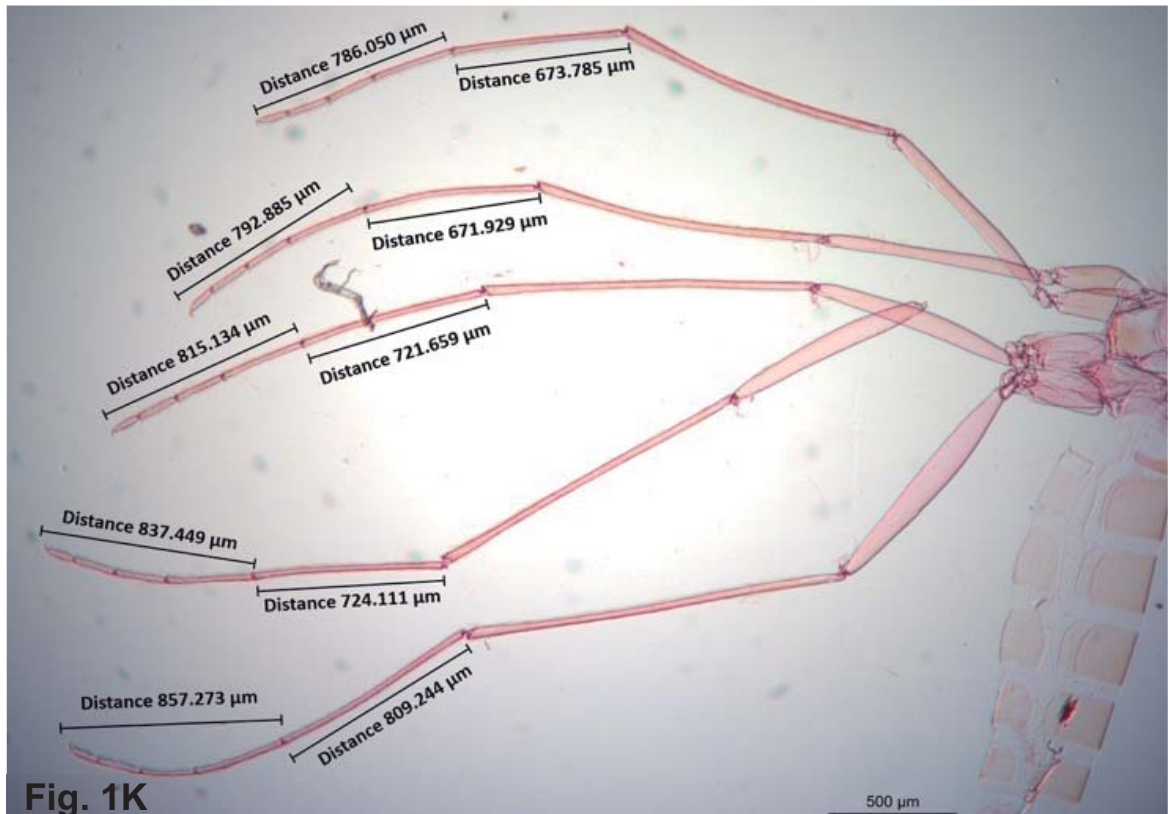 Distance 786.050 µm
Distance 673.785 µm
Distance 792.885 µm
Distance 671.929 µm
Distance 815.134 µm
Distance 721.659 µm
Distance 837.449 µm
Distance 724.111 µm
Distance 857.273 µm
Distance 809.244 µm
Fig. 1K
500 µm